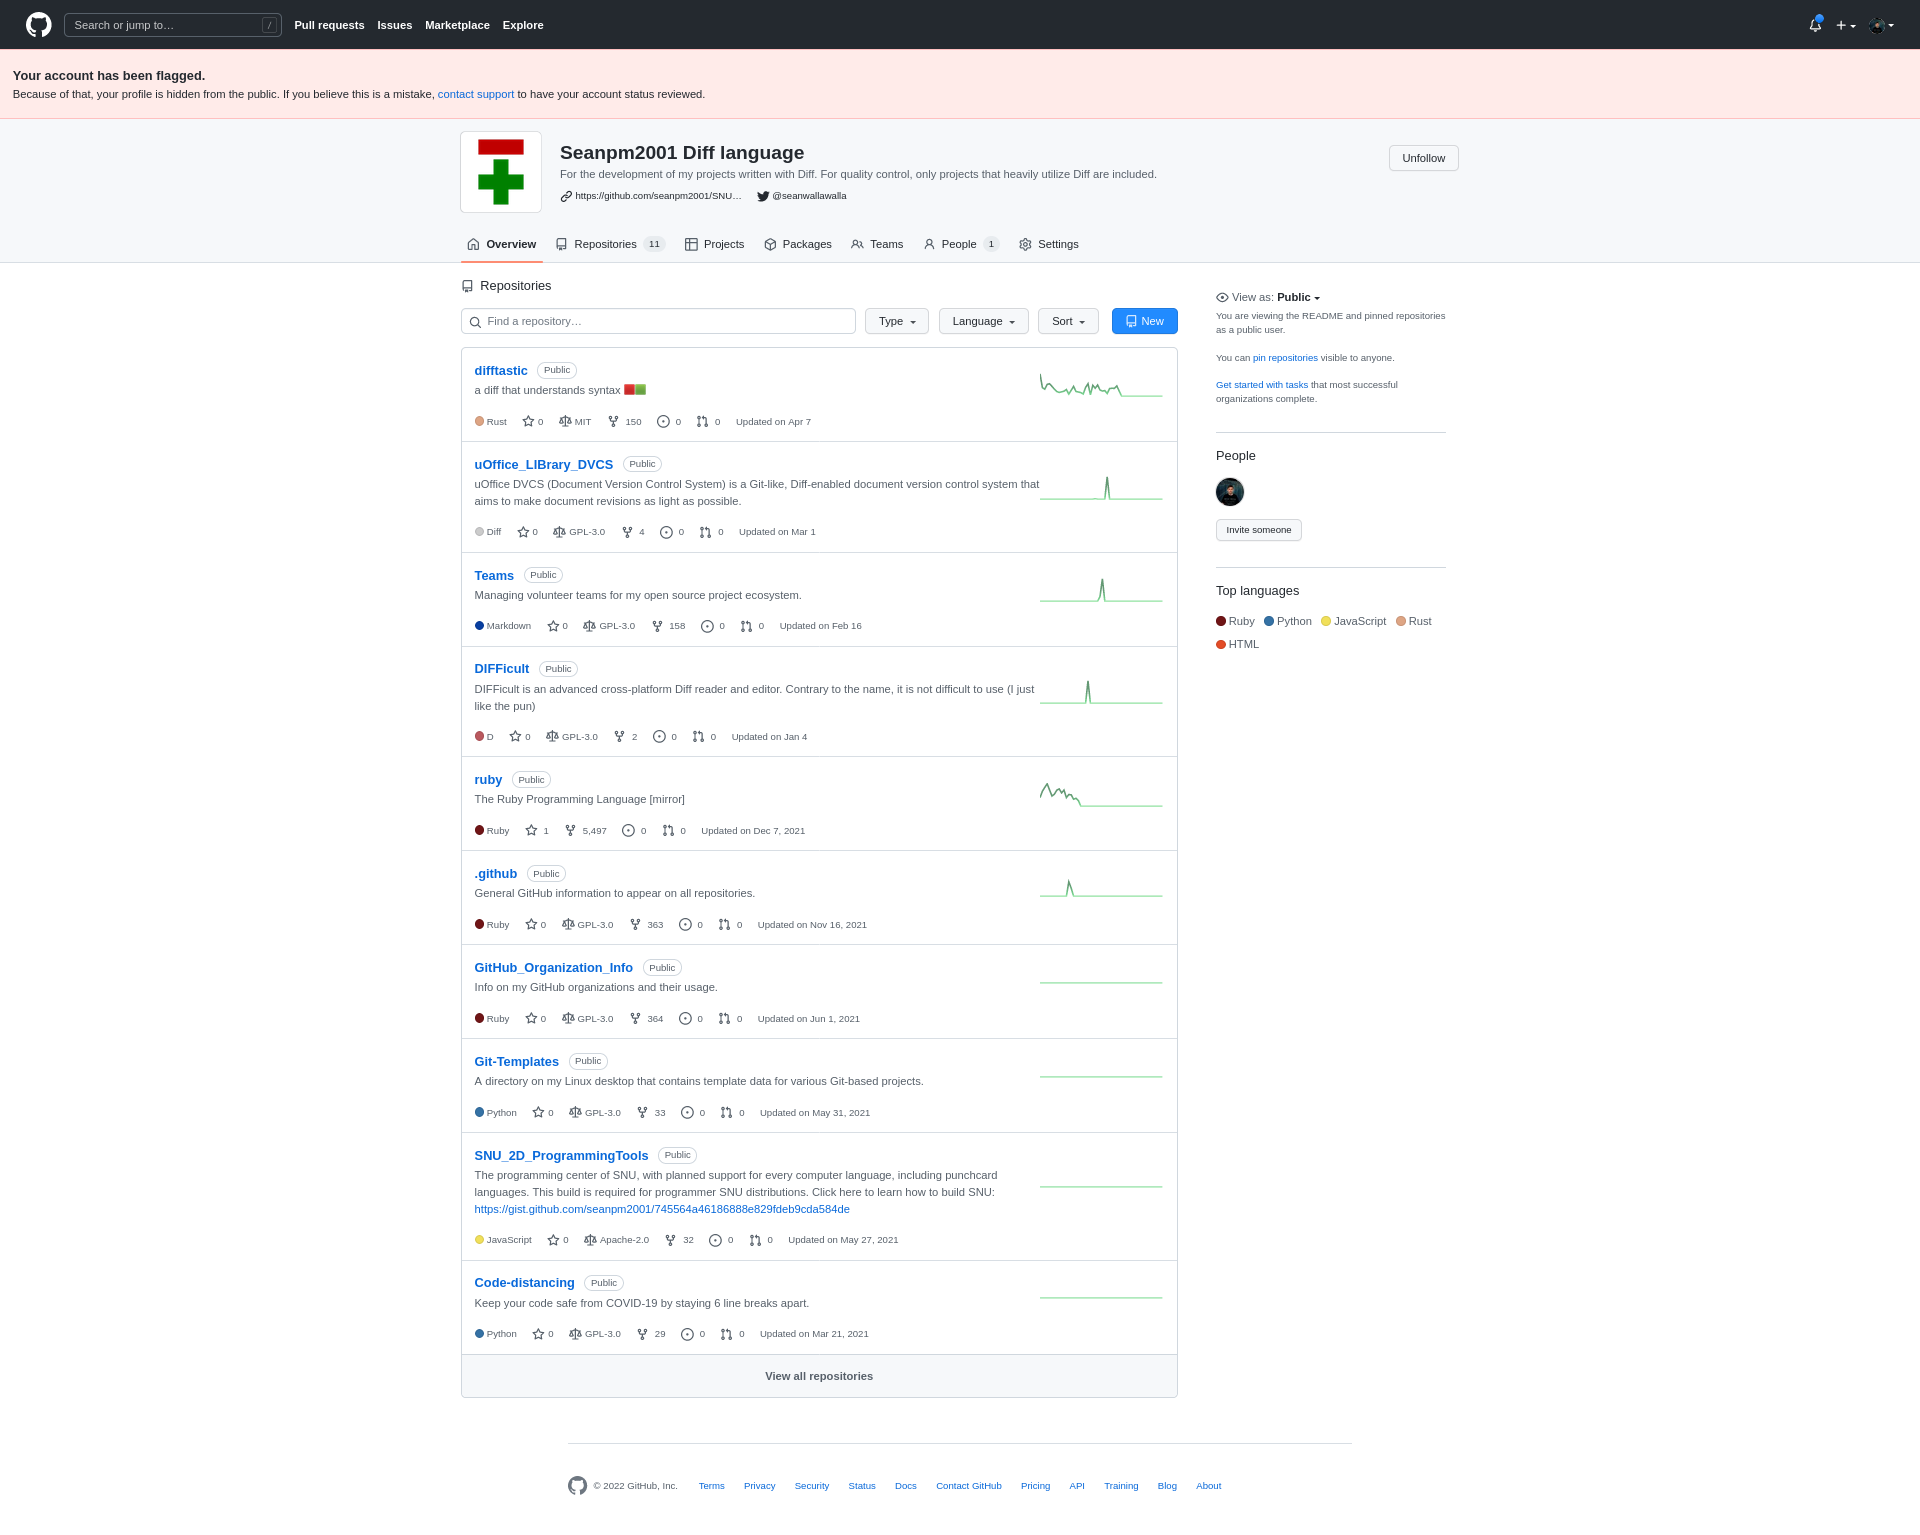 Search or jump to… /
Pull requests Issues Marketplace Explore
Your account has been flagged.
Because of that, your profile is hidden from the public. If you believe this is a mistake, contact support to have your account status reviewed.
Seanpm2001 Diff language
Unfollow
For the development of my projects written with Diff. For quality control, only projects that heavily utilize Diff are included.
https://github.com/seanpm2001/SNU… @seanwallawalla
Overview Repositories 11 Projects Packages Teams People 1 Settings
Repositories
Find a repository… Type Language Sort New
difftastic Public
a diff that understands syntax
Rust 0 MIT 150 0 0 Updated on Apr 7
uOffice_LIBrary_DVCS Public
uOffice DVCS (Document Version Control System) is a Git-like, Diff-enabled document version control system that
aims to make document revisions as light as possible.
Diff 0 GPL-3.0 4 0 0 Updated on Mar 1
Teams Public
Managing volunteer teams for my open source project ecosystem.
Markdown 0 GPL-3.0 158 0 0 Updated on Feb 16
DIFFicult Public
DIFFicult is an advanced cross-platform Diff reader and editor. Contrary to the name, it is not difficult to use (I just
like the pun)
D 0 GPL-3.0 2 0 0 Updated on Jan 4
ruby Public
The Ruby Programming Language [mirror]
Ruby 1 5,497 0 0 Updated on Dec 7, 2021
.github Public
General GitHub information to appear on all repositories.
Ruby 0 GPL-3.0 363 0 0 Updated on Nov 16, 2021
GitHub_Organization_Info Public
Info on my GitHub organizations and their usage.
Ruby 0 GPL-3.0 364 0 0 Updated on Jun 1, 2021
Git-Templates Public
A directory on my Linux desktop that contains template data for various Git-based projects.
Python 0 GPL-3.0 33 0 0 Updated on May 31, 2021
SNU_2D_ProgrammingTools Public
The programming center of SNU, with planned support for every computer language, including punchcard
languages. This build is required for programmer SNU distributions. Click here to learn how to build SNU:
https://gist.github.com/seanpm2001/745564a46186888e829fdeb9cda584de
JavaScript 0 Apache-2.0 32 0 0 Updated on May 27, 2021
Code-distancing Public
Keep your code safe from COVID-19 by staying 6 line breaks apart.
Python 0 GPL-3.0 29 0 0 Updated on Mar 21, 2021
View all repositories
View as: Public
You are viewing the README and pinned repositories
as a public user.
You can pin repositories visible to anyone.
Get started with tasks that most successful
organizations complete.
People
Invite someone
Top languages
Ruby Python JavaScript Rust
HTML
© 2022 GitHub, Inc. Terms Privacy Security Status Docs Contact GitHub Pricing API Training Blog About